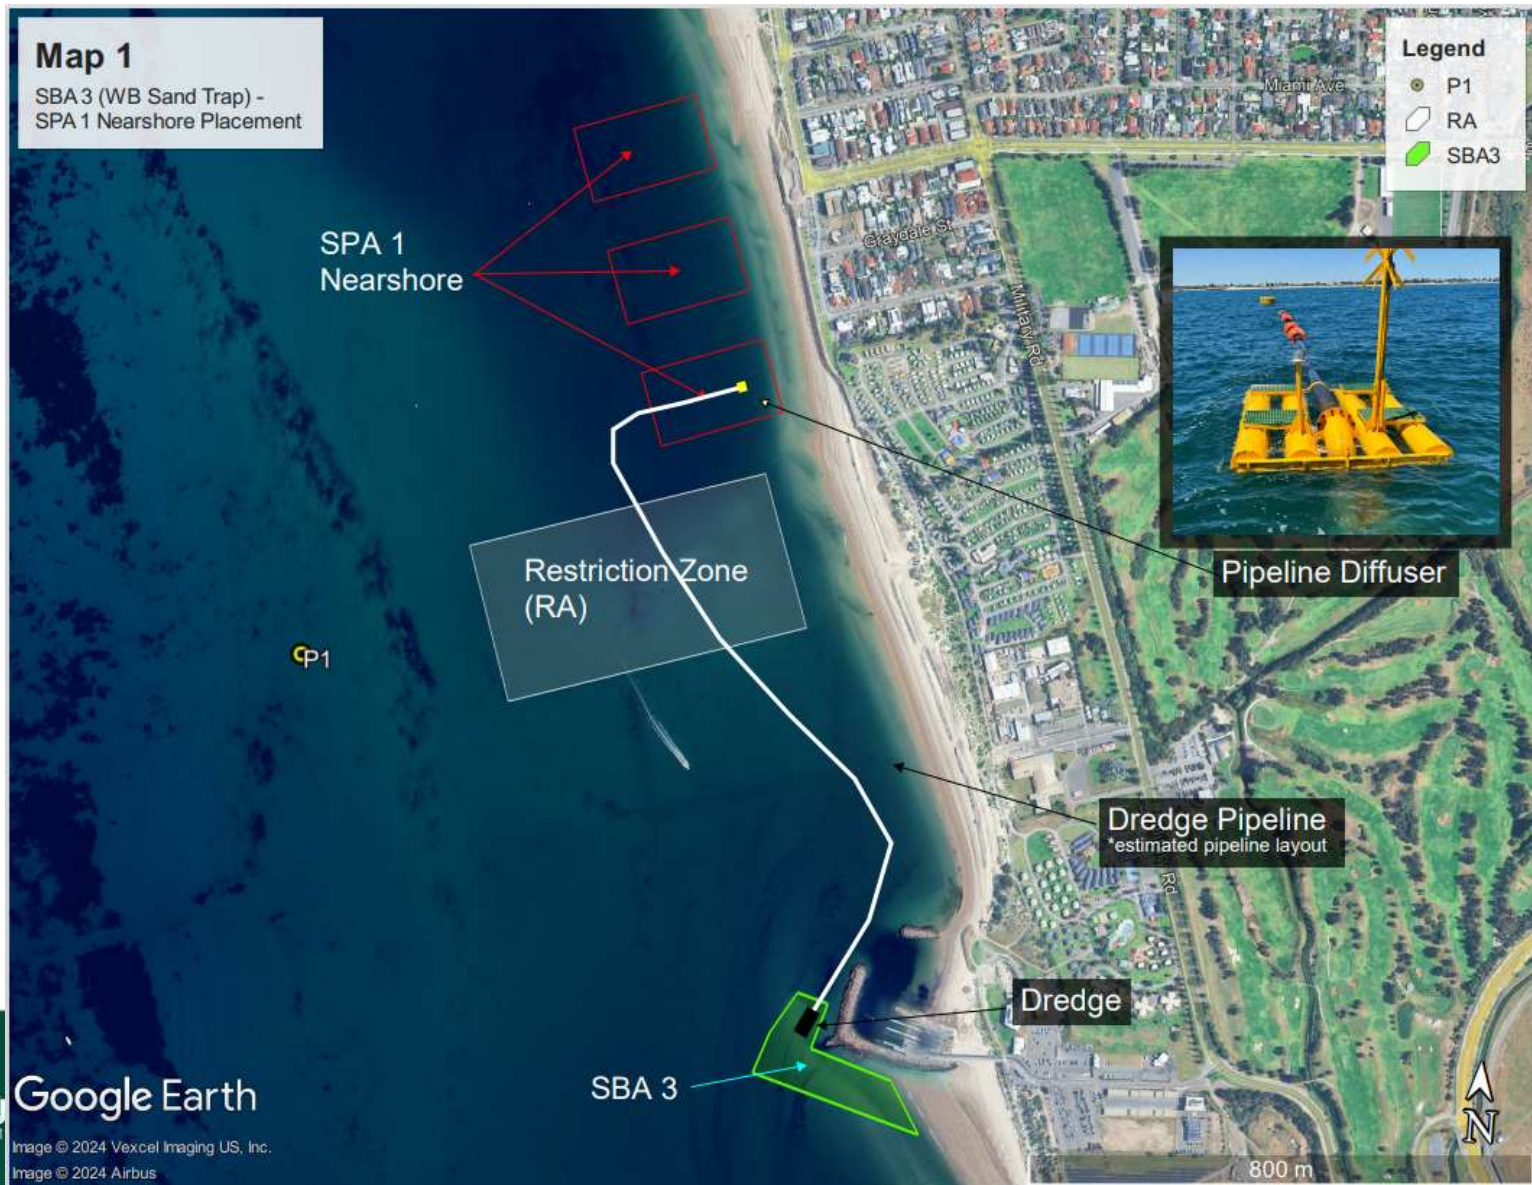 Map 1
SBA 3 (WB Sand Trap) -
SPA 1 Nearshore Placement
Legend
P1
RA
SBA3
Miami Ave
SPA 1
Nearshore
Graydale St
Military Rd
Pipeline Diffuser
Restriction Zone
(RA)
P1
Dredge Pipeline
*estimated pipeline layout
Rd
Dredge
SBA 3
Google Earth
Image © 2024 Vexcel Imaging US, Inc.
Image © 2024 Airbus
N
800 m